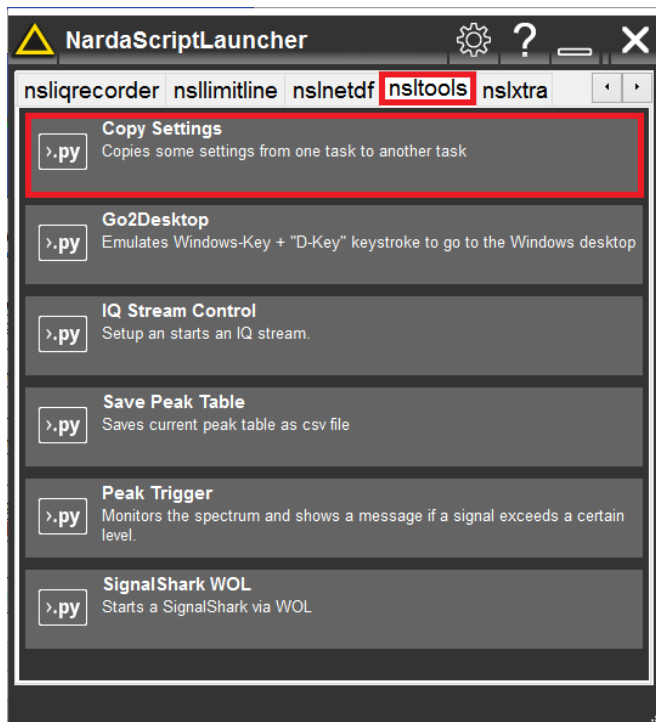 NardaScriptLauncher ?
nsliqrecorder nsllimitline nslnetdf nsltools nslxtra
Copy Settings
>.py
Copies some settings from one task to another task
Go2Desktop
>.py
Emulates Windows-Key + "D-Key" keystroke to go to the Windows desktop
IQ Stream Control
>.py
Setup an starts an IQ stream.
Save Peak Table
>.py
Saves current peak table as csv file
Peak Trigger
>.py
Monitors the spectrum and shows a message if a signal exceeds a certain
level.
SignalShark WOL
>.py
Starts a SignalShark via WOL